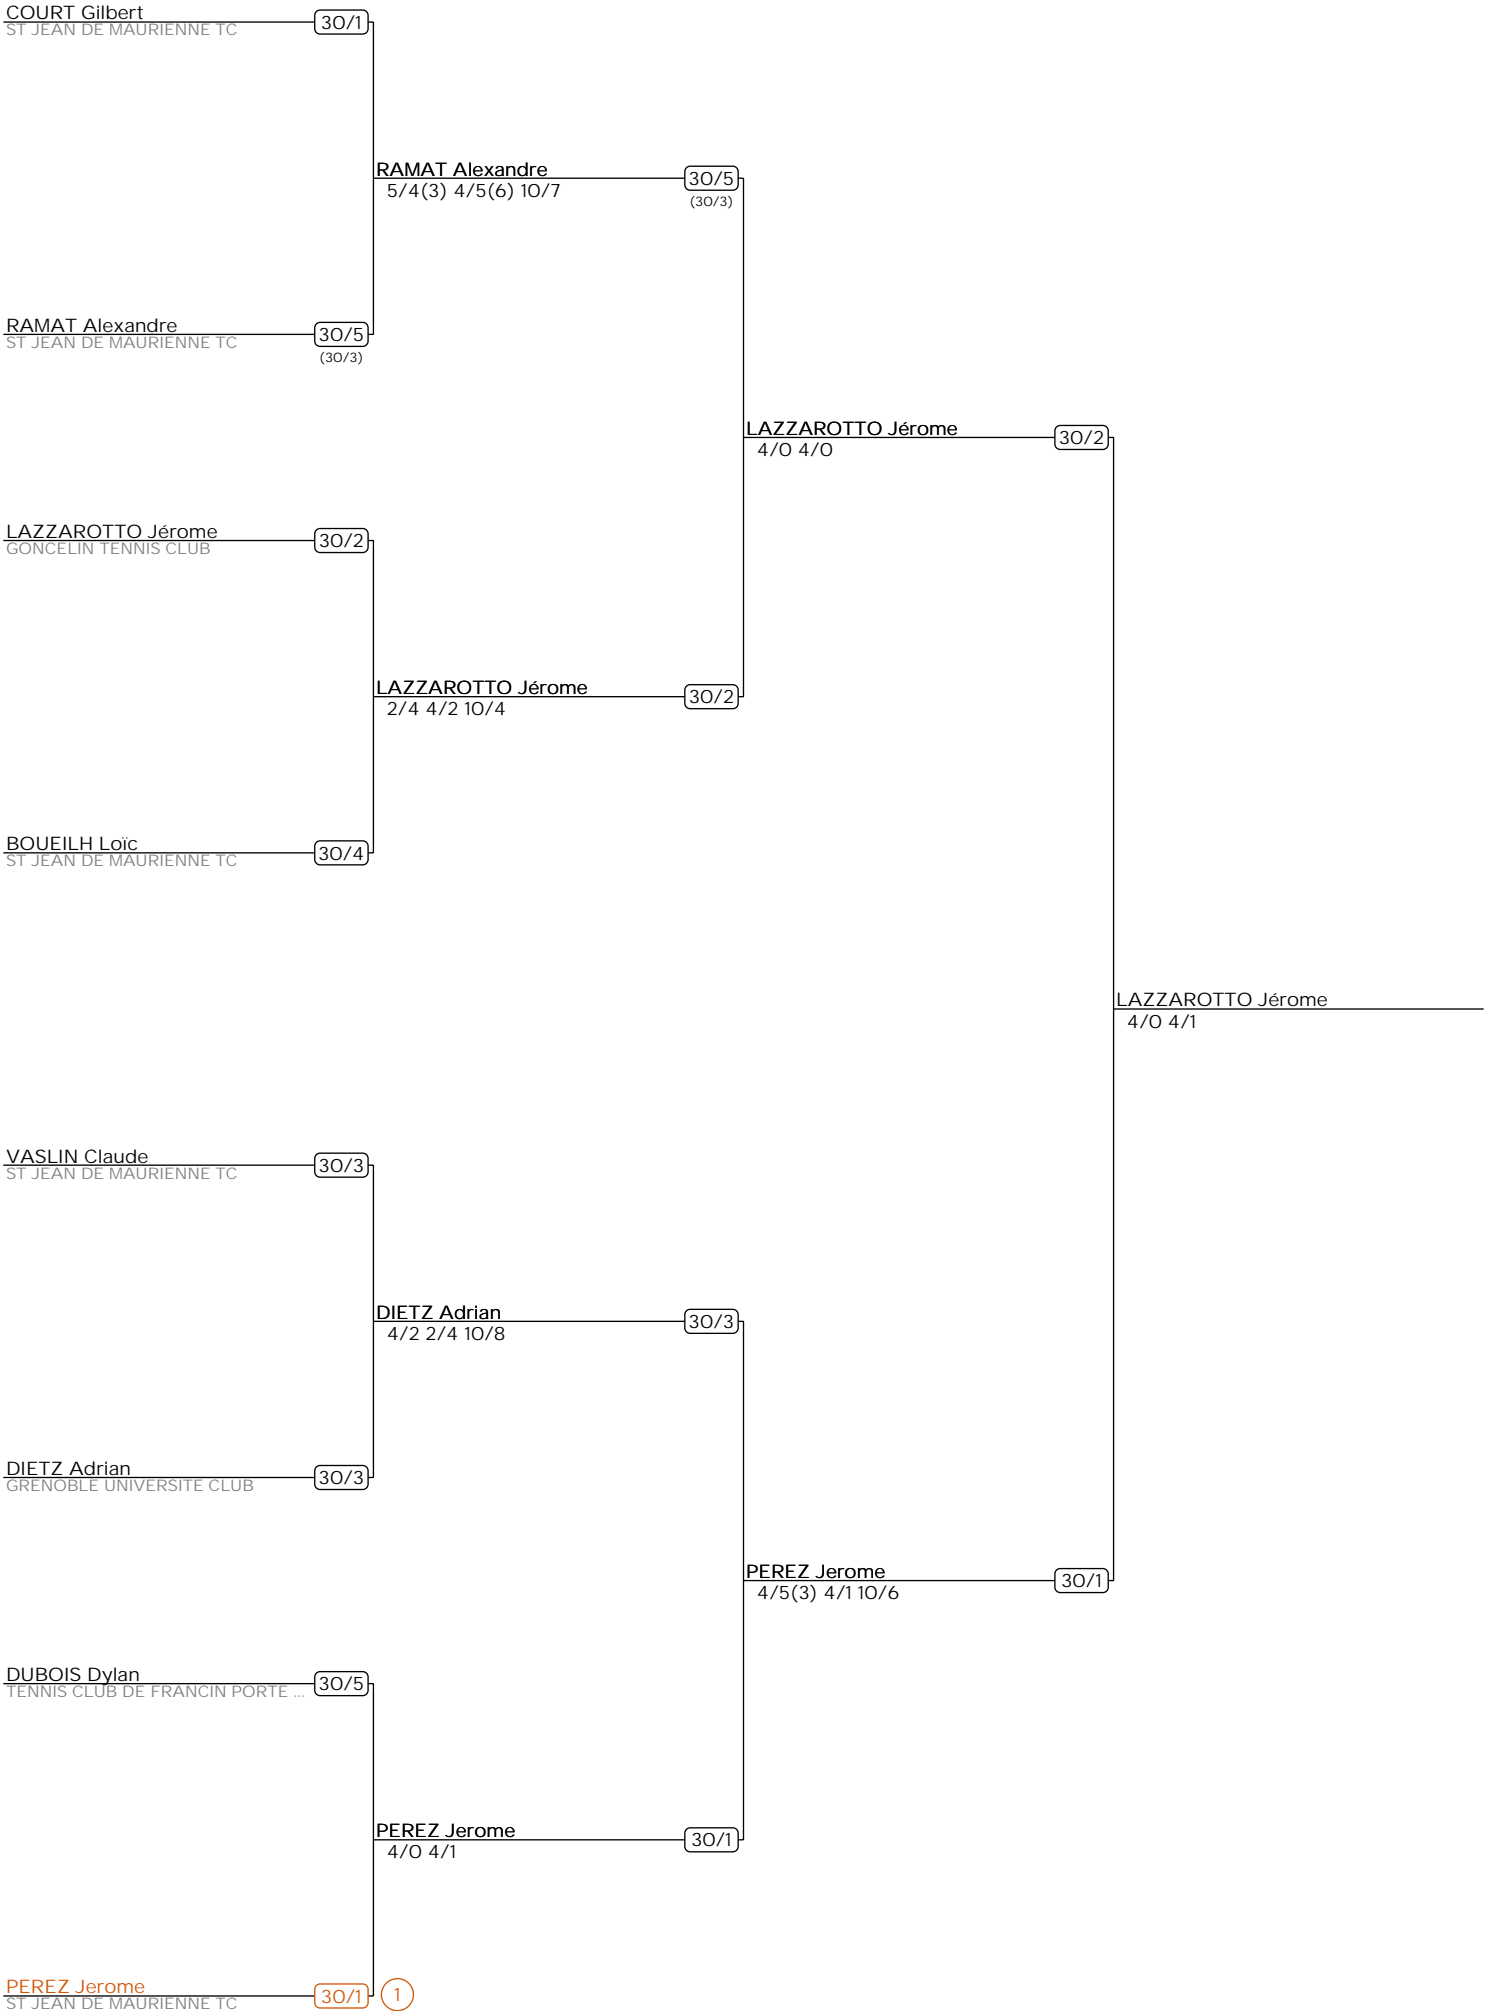 COURT Gilbert
30/1
ST JEAN DE MAURIENNE TC
RAMAT Alexandre
30/5
5/4(3) 4/5(6) 10/7
(30/3)
RAMAT Alexandre
30/5
ST JEAN DE MAURIENNE TC
(30/3)
LAZZAROTTO Jérome
30/2
4/0 4/0
LAZZAROTTO Jérome
30/2
GONCELIN TENNIS CLUB
LAZZAROTTO Jérome
30/2
2/4 4/2 10/4
BOUEILH Loïc
30/4
ST JEAN DE MAURIENNE TC
LAZZAROTTO Jérome
4/0 4/1
VASLIN Claude
30/3
ST JEAN DE MAURIENNE TC
DIETZ Adrian
30/3
4/2 2/4 10/8
DIETZ Adrian
30/3
GRENOBLE UNIVERSITE CLUB
PEREZ Jerome
30/1
4/5(3) 4/1 10/6
DUBOIS Dylan
30/5
TENNIS CLUB DE FRANCIN PORTE ...
PEREZ Jerome
30/1
4/0 4/1
PEREZ Jerome
30/1
1
ST JEAN DE MAURIENNE TC